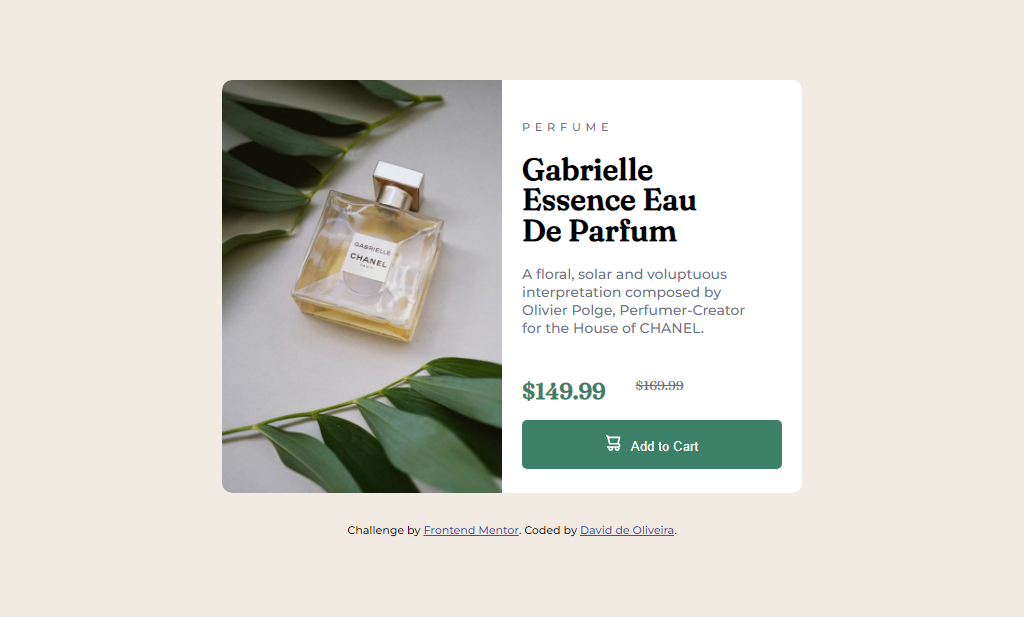 GABRIELLE
CHANEL
PARIS
PERFUME
Gabrielle
Essence Eau
De Parfum
A floral, solar and voluptuous
interpretation composed by
Olivier Polge, Perfumer-Creator
for the House of CHANEL.
$149.99 $169.99
Add to Cart
Challenge by Frontend Mentor. Coded by David de Oliveira.